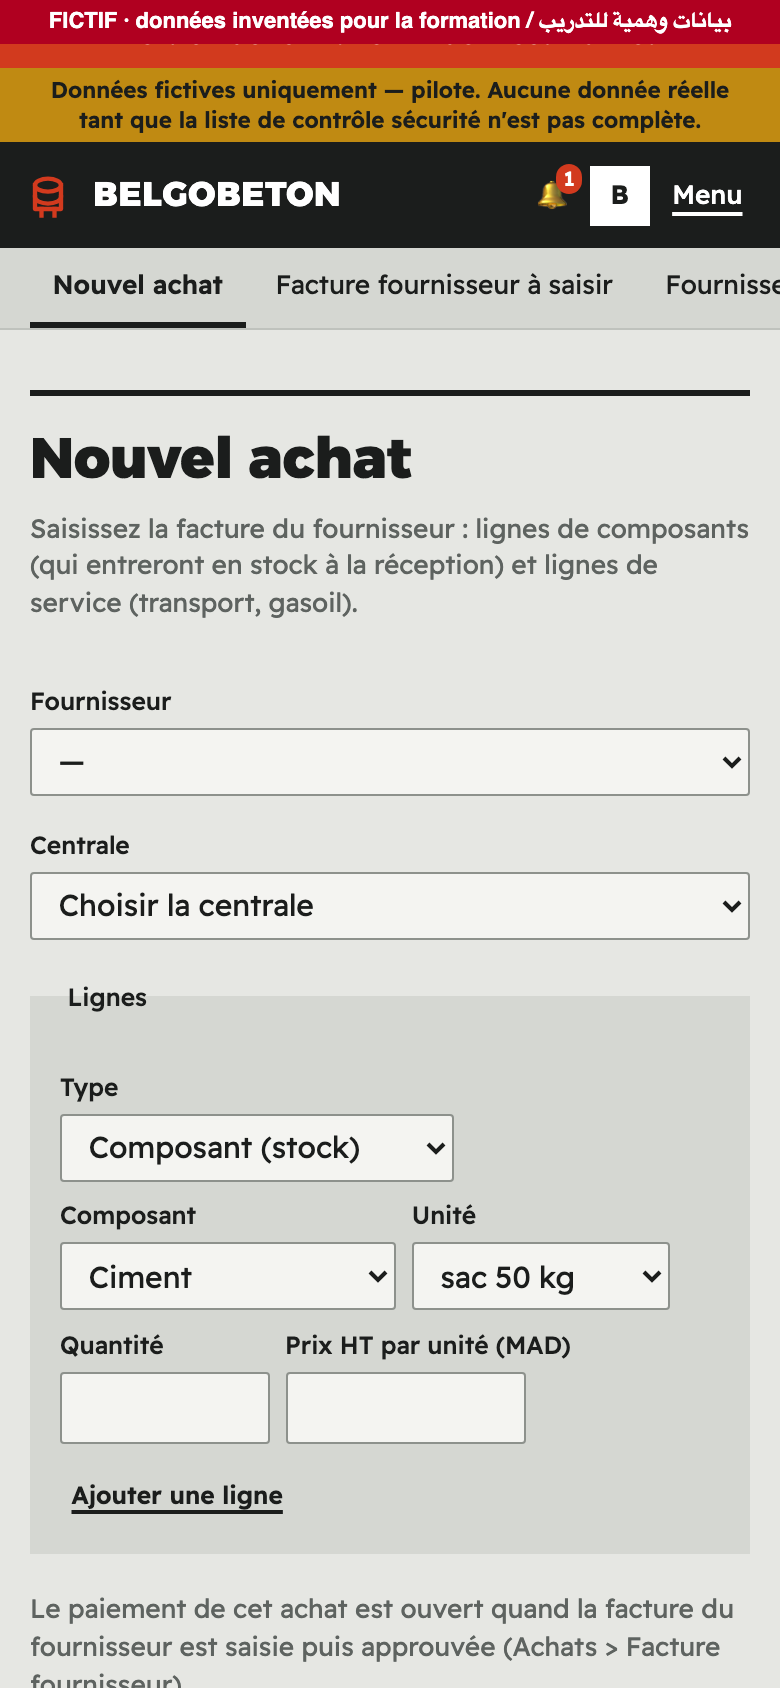 FICTIF · données inventées pour la formation / بيانات وهمية للتدريب
Données fictives uniquement — pilote. Aucune donnée réelle
tant que la liste de contrôle sécurité n'est pas complète.
BELGOBETON
1
B
Menu
Nouvel achat
Facture fournisseur à saisir
Fournisse
Nouvel achat
Saisissez la facture du fournisseur : lignes de composants
(qui entreront en stock à la réception) et lignes de
service (transport, gasoil).
Fournisseur
—
Centrale
Choisir la centrale
Lignes
Type
Composant (stock)
Composant
Unité
Ciment
sac 50 kg
Quantité
Prix HT par unité (MAD)
Ajouter une ligne
Le paiement de cet achat est ouvert quand la facture du
fournisseur est saisie puis approuvée (Achats > Facture
fournisseur)